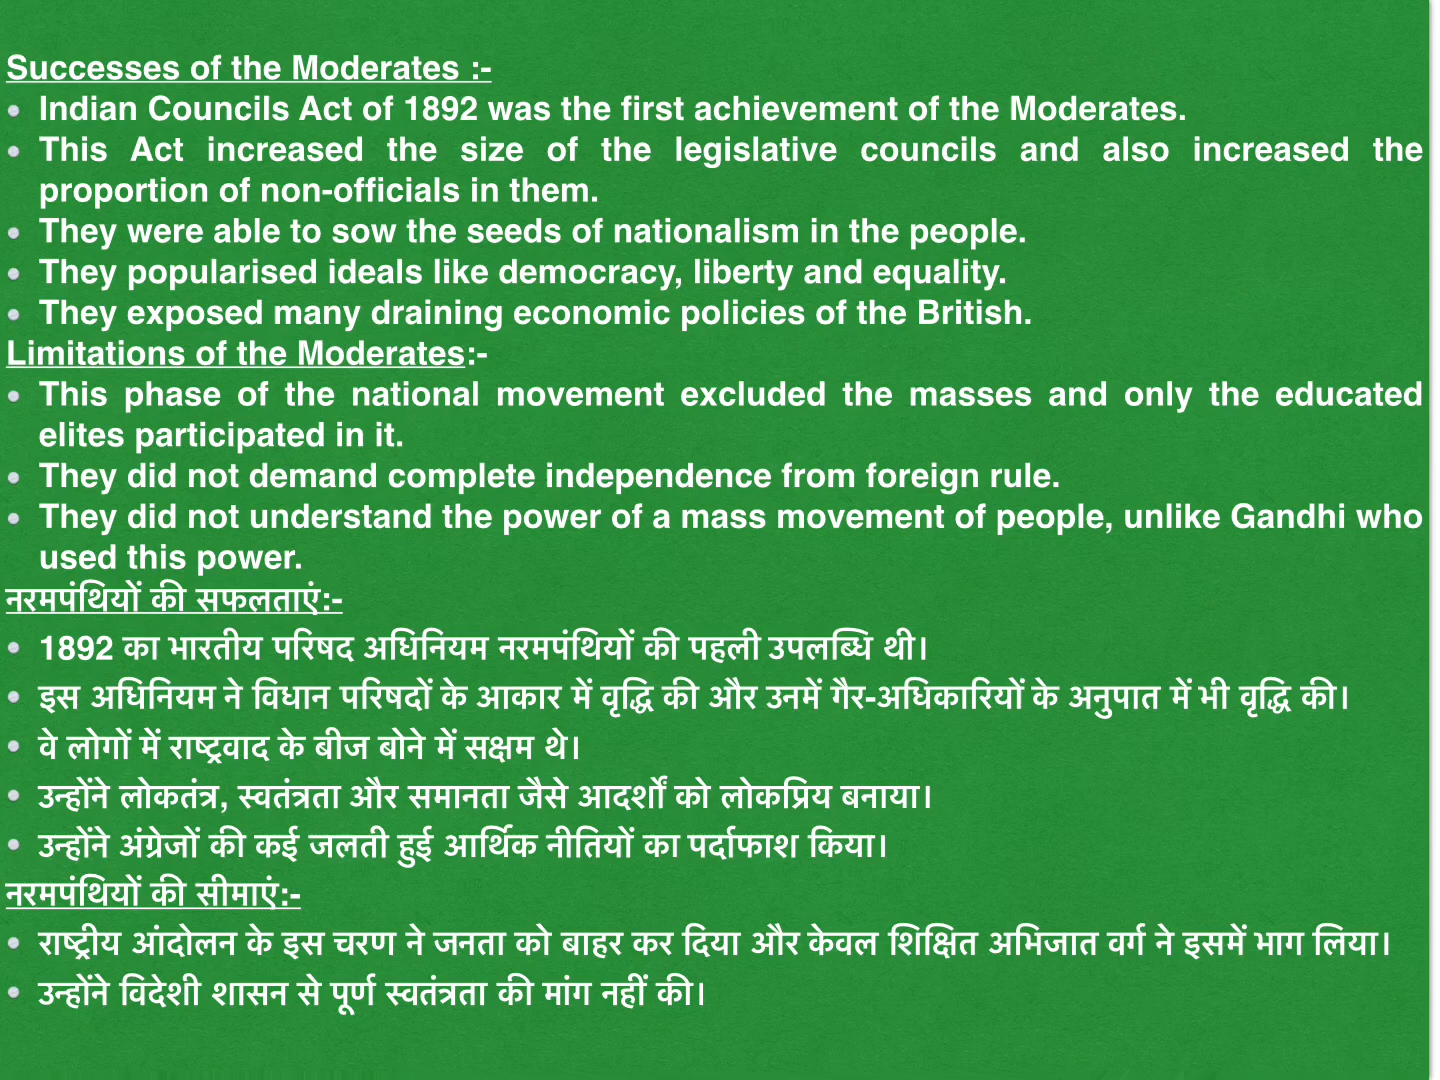 Successes of the Moderates :-
• Indian Councils Act of 1892 was the first achievement of the Moderates.
• This Act increased the size of the legislative councils and also increased the
proportion of non-officials in them.
• They were able to sow the seeds of nationalism in the people.
• They popularised ideals like democracy, liberty and equality.
• They exposed many draining economic policies of the British.
Limitations of the Moderates:-
• This phase of the national movement excluded the masses and only the educated
elites participated in it.
• They did not demand complete independence from foreign rule.
• They did not understand the power of a mass movement of people, unlike Gandhi who
used this power.
नरमपंथियों की सफलताएं:-
• 1892 का भारतीय परिषद अधिनियम नरमपंथियों की पहली उपलब्धि थी।
• इस अधिनियम ने विधान परिषदों के आकार में वृद्धि की और उनमें गैर-अधिकारियों के अनुपात में भी वृद्धि की।
• वे लोगों में राष्ट्रवाद के बीज बोने में सक्षम थे।
• उन्होंने लोकतंत्र, स्वतंत्रता और समानता जैसे आदर्शों को लोकप्रिय बनाया।
• उन्होंने अंग्रेजों की कई जलती हुई आर्थिक नीतियों का पर्दाफाश किया।
नरमपंथियों की सीमाएं:-
• राष्ट्रीय आंदोलन के इस चरण ने जनता को बाहर कर दिया और केवल शिक्षित अभिजात वर्ग ने इसमें भाग लिया।
• उन्होंने विदेशी शासन से पूर्ण स्वतंत्रता की मांग नहीं की।